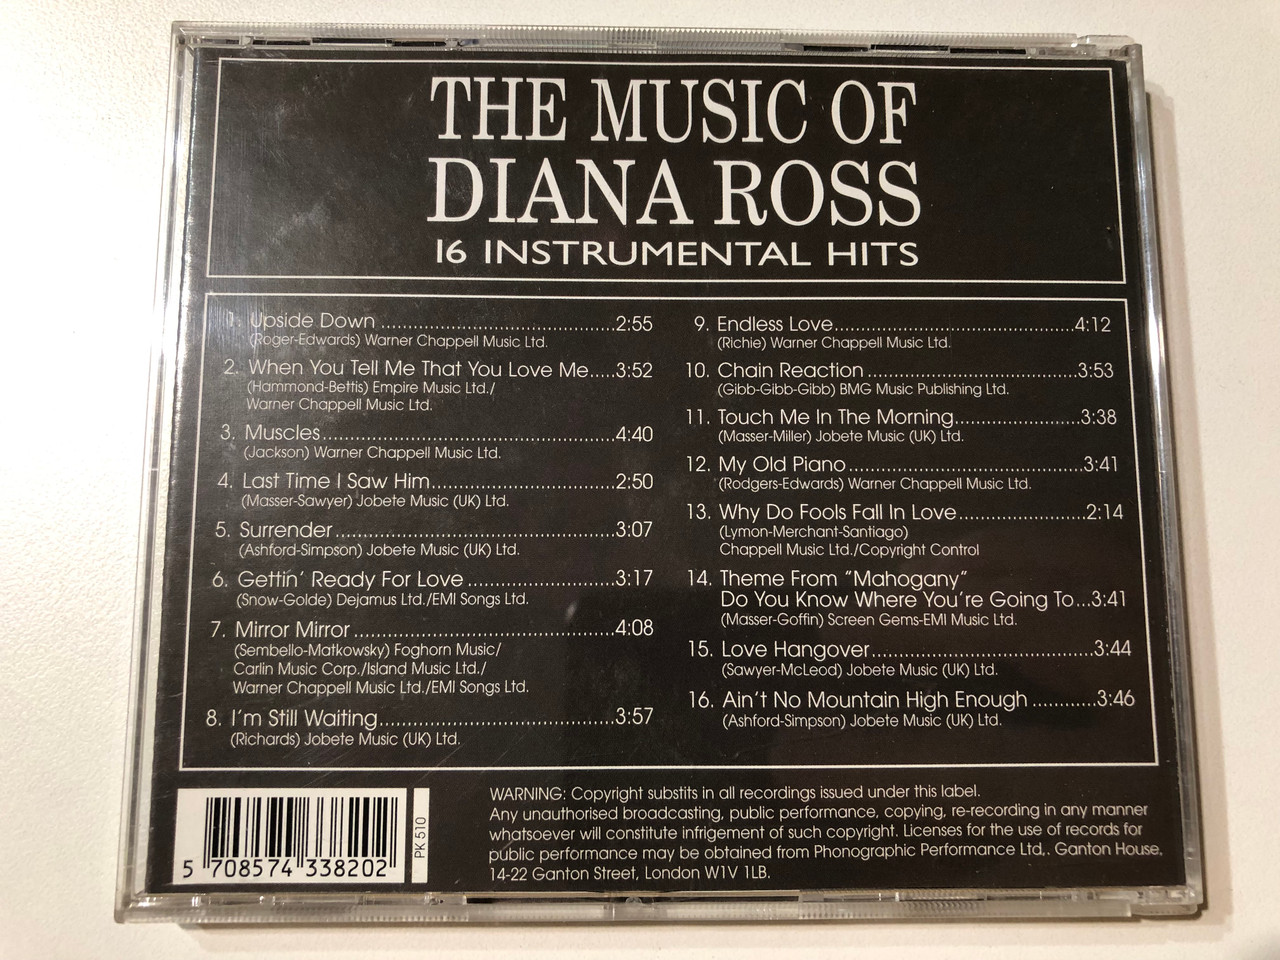 THE MUSIC OF
DIANA ROSS
16 INSTRUMENTAL HITS
1. Upside Down ....................................2:55
(Roger-Edwards) Warner Chappell Music Ltd.
2. When You Tell Me That You Love Me.....3:52
(Hammond-Bettis) Empire Music Ltd./
Warner Chappell Music Ltd.
3. Muscles.............................................4:40
(Jackson) Warner Chappell Music Ltd.
4. Last Time I Saw Him............................2:50
(Masser-Sawyer) Jobete Music (UK) Ltd.
5. Surrender...........................................3:07
(Ashford-Simpson) Jobete Music (UK) Ltd.
6. Gettin' Ready For Love .......................3:17
(Snow-Golde) Dejamus Ltd./EMI Songs Ltd.
7. Mirror Mirror........................................4:08
(Sembello-Matkowsky) Foghorn Music/
Carlin Music Corp./Island Music Ltd./
Warner Chappell Music Ltd./EMI Songs Ltd.
8. I'm Still Waiting....................................3:57
(Richards) Jobete Music (UK) Ltd.
9. Endless Love.....................................4:12
(Richie) Warner Chappell Music Ltd.
10. Chain Reaction ................................3:53
(Gibb-Gibb-Gibb) BMG Music Publishing Ltd.
11. Touch Me In The Morning...................3:38
(Masser-Miller) Jobete Music (UK) Ltd.
12. My Old Piano....................................3:41
(Rodgers-Edwards) Warner Chappell Music Ltd.
13. Why Do Fools Fall In Love...................2:14
(Lymon-Merchant-Santiago)
Chappell Music Ltd./Copyright Control
14. Theme From "Mahogany"
Do You Know Where You're Going To...3:41
(Masser-Goffin) Screen Gems-EMI Music Ltd.
15. Love Hangover..................................3:44
(Sawyer-McLeod) Jobete Music (UK) Ltd.
16. Ain't No Mountain High Enough ............3:46
(Ashford-Simpson) Jobete Music (UK) Ltd.
WARNING: Copyright substits in all recordings issued under this label.
Any unauthorised broadcasting, public performance, copying, re-recording in any manner
whatsoever will constitute infrigement of such copyright. Licenses for the use of records for
public performance may be obtained from Phonographic Performance Ltd,. Ganton House,
14-22 Ganton Street, London W1V 1LB.
5 708574 338202
PK 510